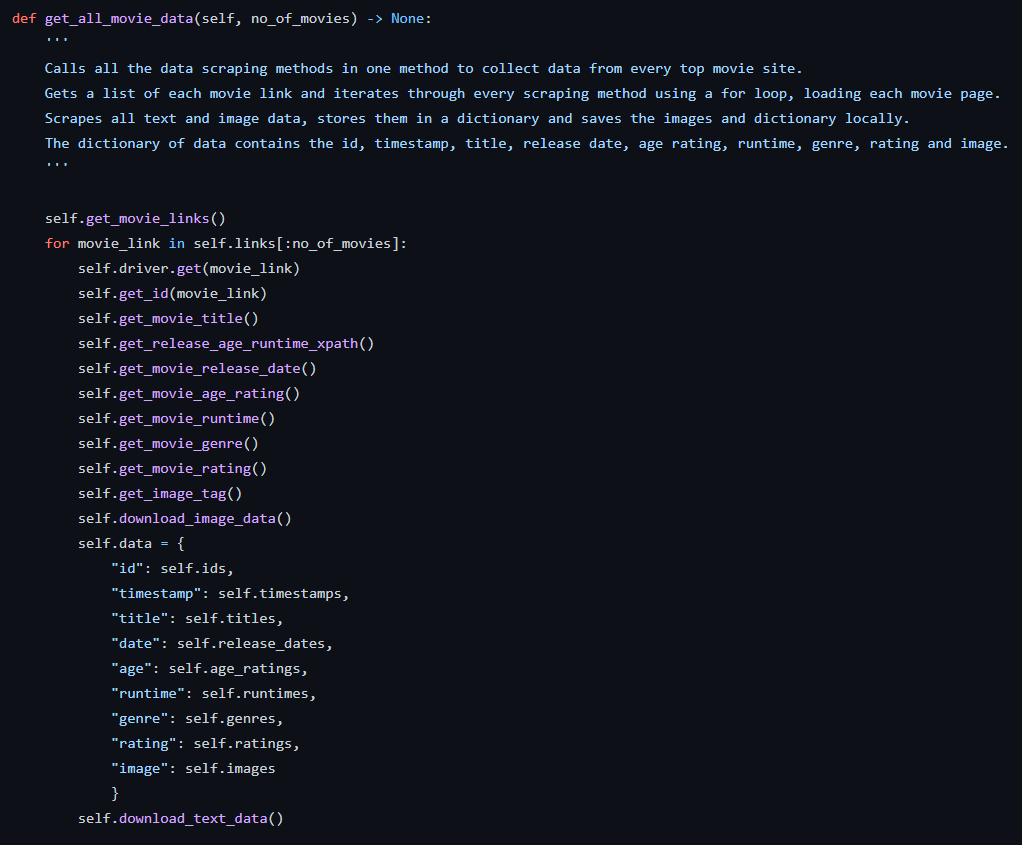 def get_all_movie_data(self, no_of_movies) -> None:
    '''
    Calls all the data scraping methods in one method to collect data from every top movie site.
    Gets a list of each movie link and iterates through every scraping method using a for loop, loading each movie page.
    Scrapes all text and image data, stores them in a dictionary and saves the images and dictionary locally.
    The dictionary of data contains the id, timestamp, title, release date, age rating, runtime, genre, rating and image.
    '''
    self.get_movie_links()
    for movie_link in self.links[:no_of_movies]:
        self.driver.get(movie_link)
        self.get_id(movie_link)
        self.get_movie_title()
        self.get_release_age_runtime_xpath()
        self.get_movie_release_date()
        self.get_movie_age_rating()
        self.get_movie_runtime()
        self.get_movie_genre()
        self.get_movie_rating()
        self.get_image_tag()
        self.download_image_data()
        self.data = {
            "id": self.ids,
            "timestamp": self.timestamps,
            "title": self.titles,
            "date": self.release_dates,
            "age": self.age_ratings,
            "runtime": self.runtimes,
            "genre": self.genres,
            "rating": self.ratings,
            "image": self.images
            }
        self.download_text_data()